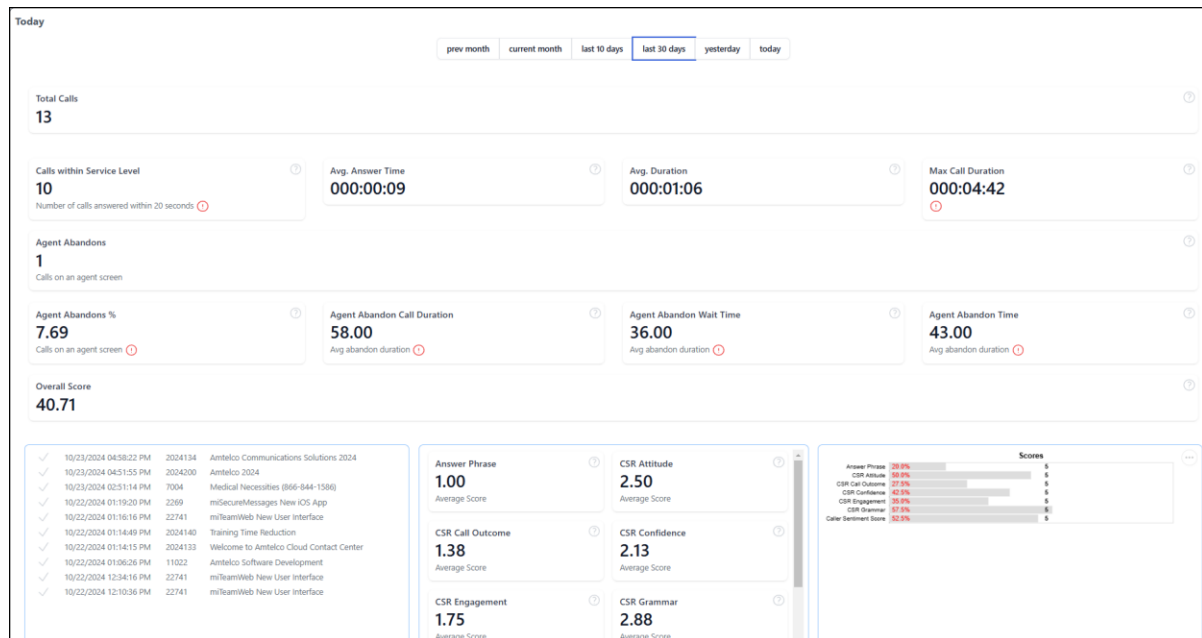 Today
prev month current month last 10 days last 30 days yesterday today
Total Calls
13
Calls within Service Level
10
Number of calls answered within 20 seconds
Avg. Answer Time
000:00:09
Avg. Duration
000:01:06
Max Call Duration
000:04:42
Agent Abandons
1
Calls on an agent screen
Agent Abandons %
7.69
Calls on an agent screen
Agent Abandon Call Duration
58.00
Avg abandon duration
Agent Abandon Wait Time
36.00
Avg abandon duration
Agent Abandon Time
43.00
Avg abandon duration
Overall Score
40.71
10/23/2024 04:58:22 PM 2024134 Amtelco Communications Solutions 2024
10/23/2024 04:51:55 PM 2024200 Amtelco 2024
10/23/2024 02:51:14 PM 7004 Medical Necessities (866-844-1586)
10/22/2024 01:19:20 PM 2269 miSecureMessages New iOS App
10/22/2024 01:16:16 PM 22741 miTeamWeb New User Interface
10/22/2024 01:14:49 PM 2024140 Training Time Reduction
10/22/2024 01:14:15 PM 2024133 Welcome to Amtelco Cloud Contact Center
10/22/2024 01:06:26 PM 11022 Amtelco Software Development
10/22/2024 12:34:16 PM 22741 miTeamWeb New User Interface
10/22/2024 12:10:36 PM 22741 miTeamWeb New User Interface
Answer Phrase
1.00
Average Score
CSR Attitude
2.50
Average Score
CSR Call Outcome
1.38
Average Score
CSR Confidence
2.13
Average Score
CSR Engagement
1.75
Average Score
CSR Grammar
2.88
Average Score
Scores
Answer Phrase 20.0% 5
CSR Attitude 50.0% 5
CSR Call Outcome 27.5% 5
CSR Confidence 42.5% 5
CSR Engagement 35.0% 5
CSR Grammar 57.5% 5
Caller Sentiment Score 52.5% 5